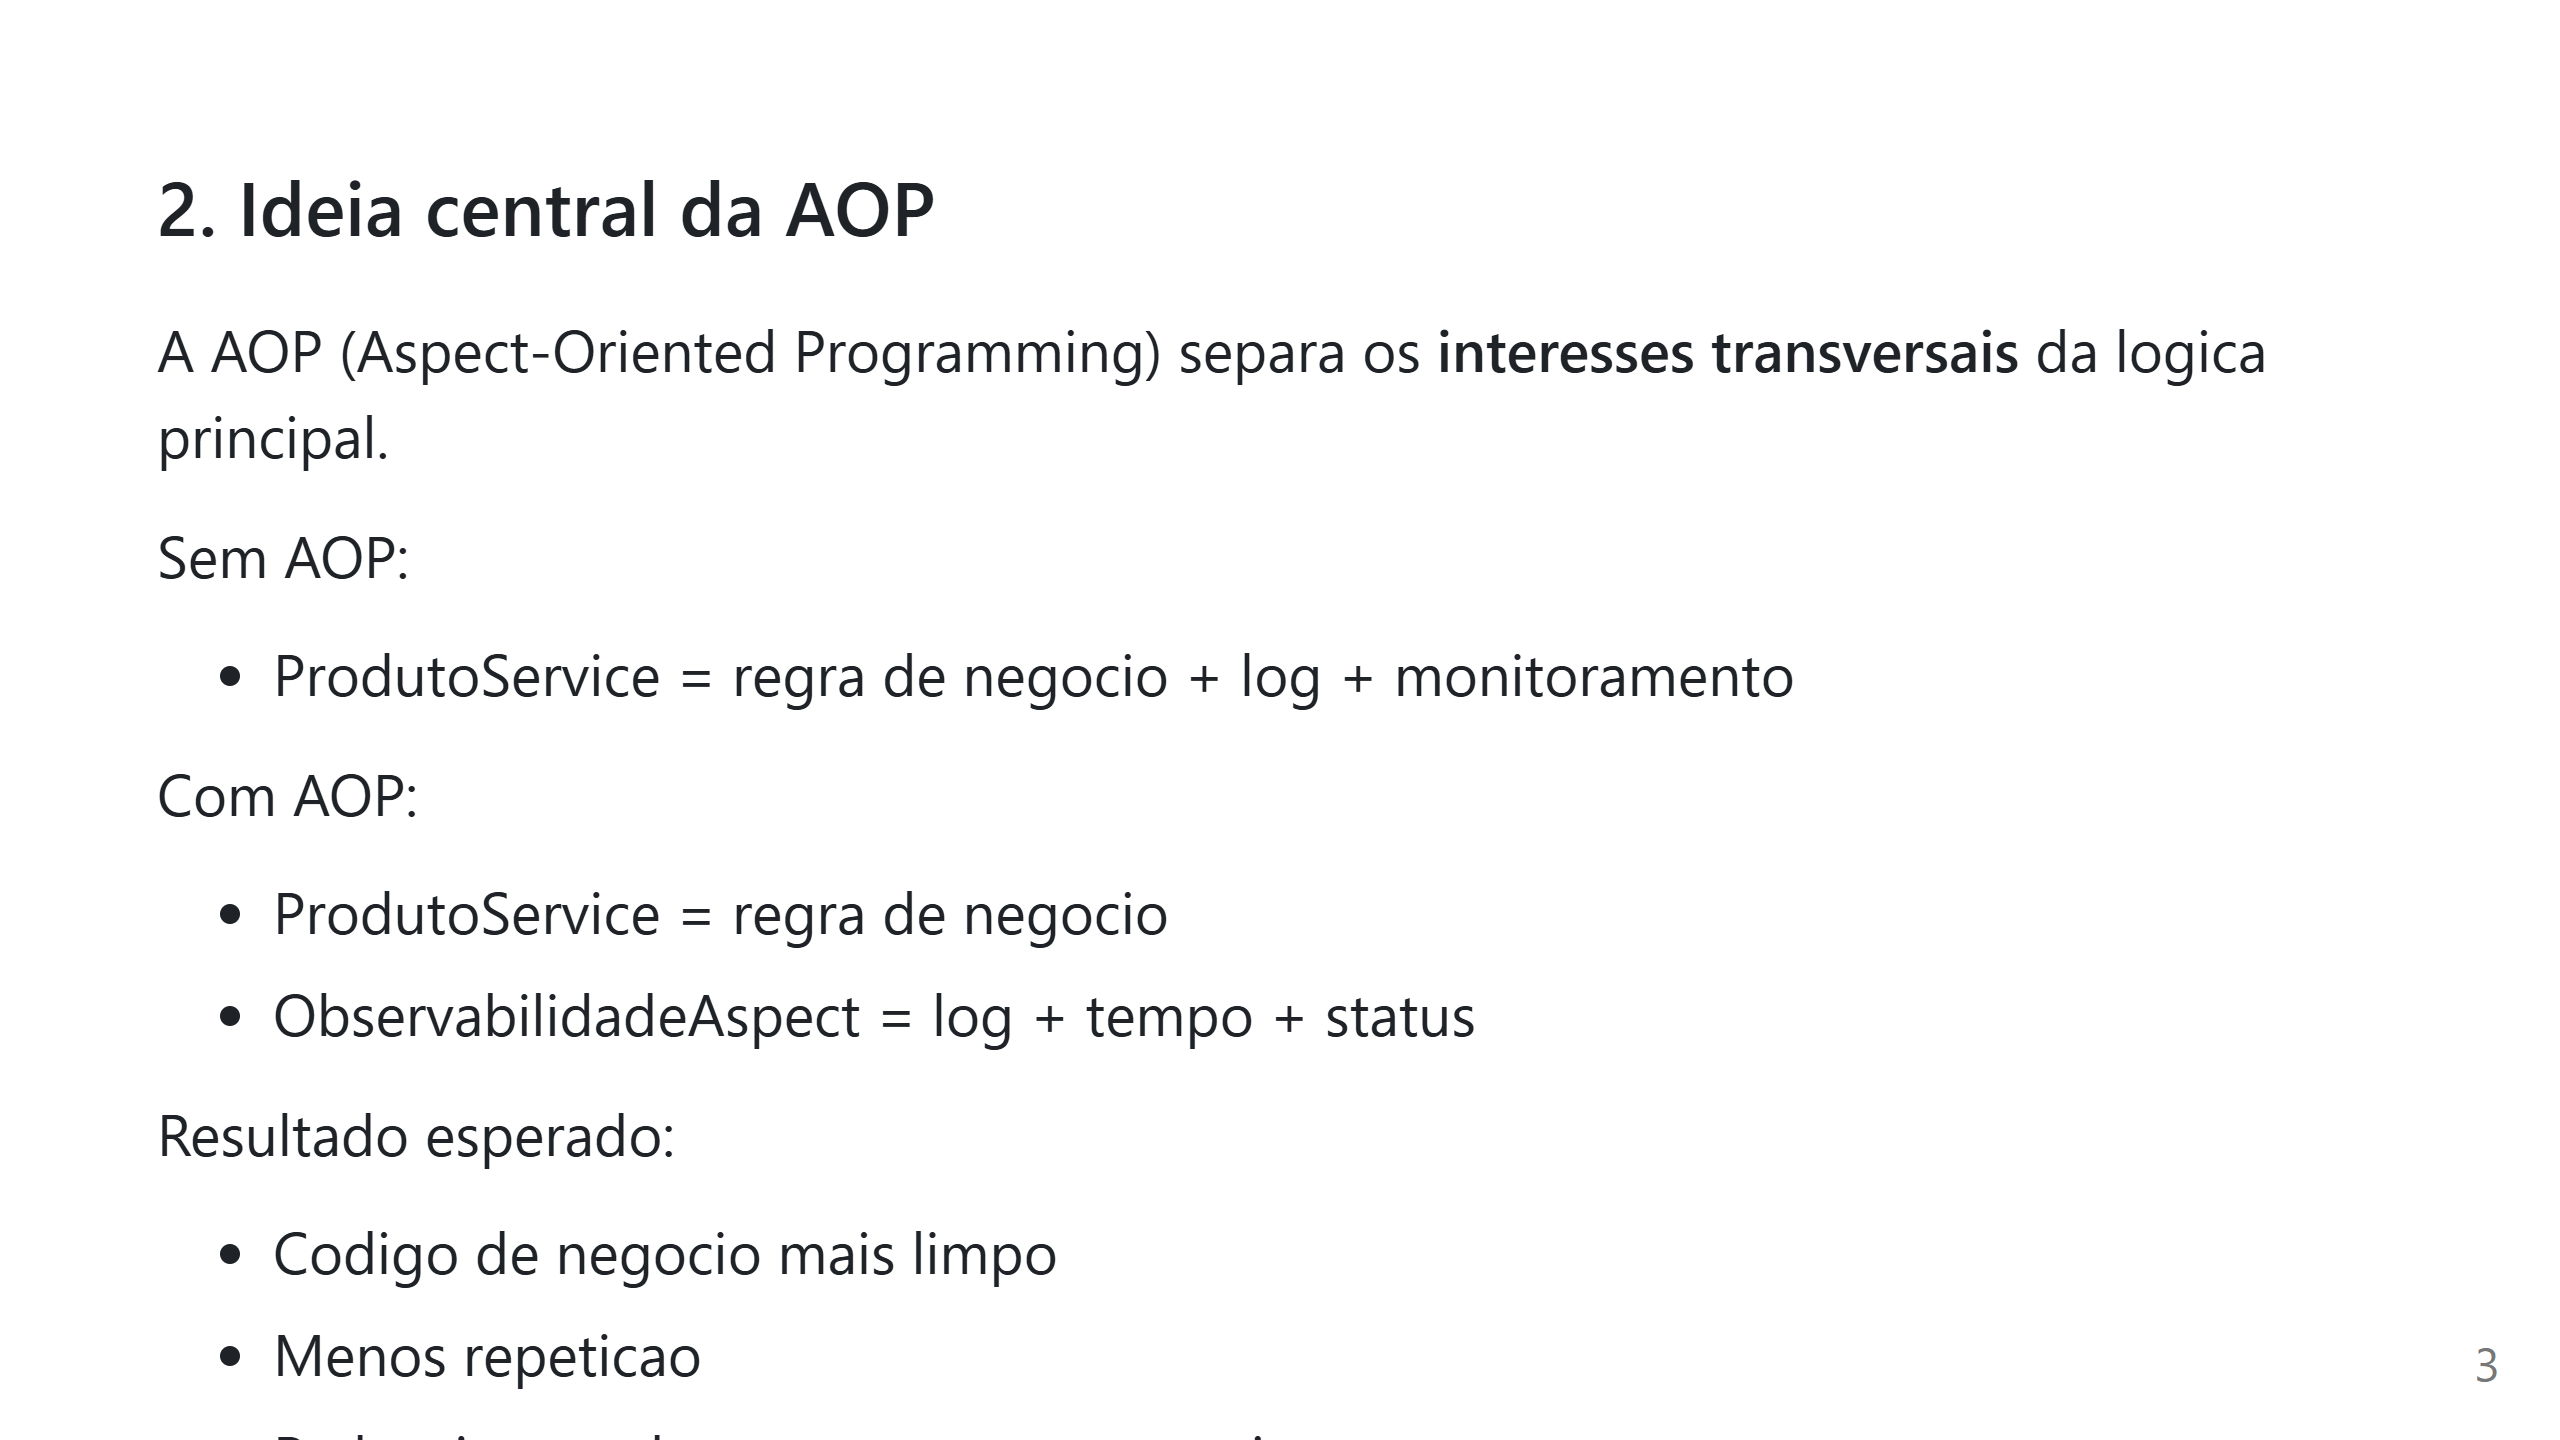 2. Ideia central da AOP
A AOP (Aspect-Oriented Programming) separa os interesses transversais da logica
principal.
Sem AOP:
• ProdutoService = regra de negocio + log + monitoramento
Com AOP:
• ProdutoService = regra de negocio
• ObservabilidadeAspect = log + tempo + status
Resultado esperado:
• Codigo de negocio mais limpo
• Menos repeticao
3